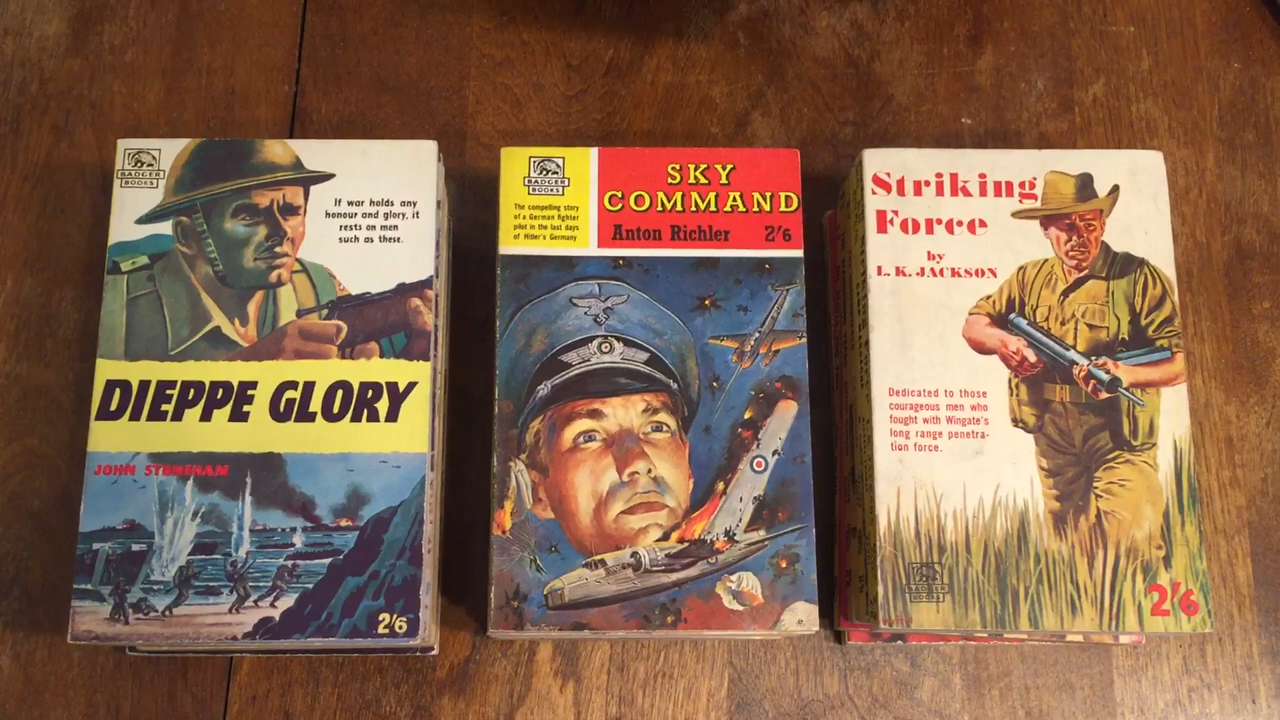 BADGER
BOOKS
If war holds any
honour and glory, it
rests on men
such as these.
DIEPPE GLORY
JOHN STONEHAM
2'6
BADGER
BOOKS
The compelling story
of a German fighter
pilot in the last days
of Hitler's Germany
SKY
COMMAND
Anton Richler 2'6
Striking
Force
by
L. K. JACKSON
Dedicated to those
courageous men who
fought with Wingate's
long range penetra-
tion force.
BADGER
BOOKS
2'6